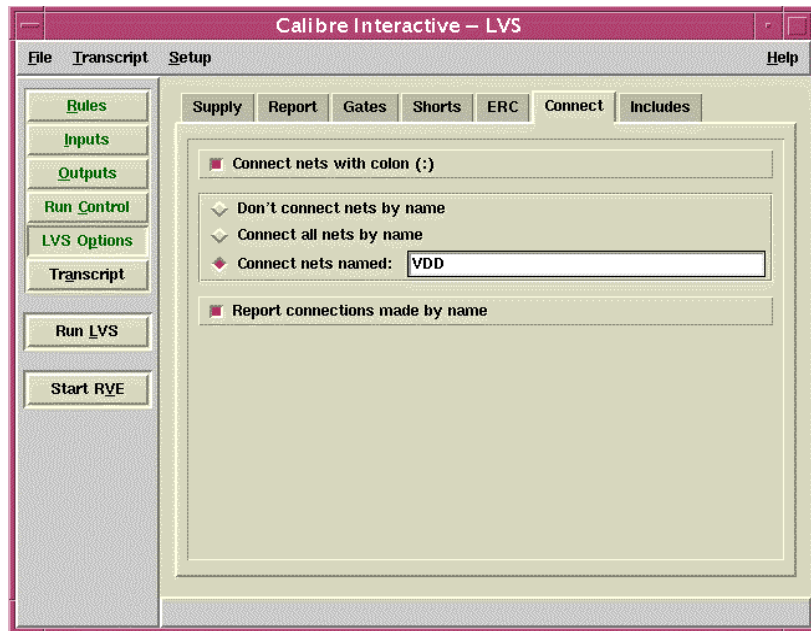 Calibre Interactive – LVS
File Transcript Setup Help
Rules
Inputs
Outputs
Run Control
LVS Options
Transcript
Run LVS
Start RVE
Supply Report Gates Shorts ERC Connect Includes
Connect nets with colon (:)
Don't connect nets by name
Connect all nets by name
Connect nets named: VDD
Report connections made by name